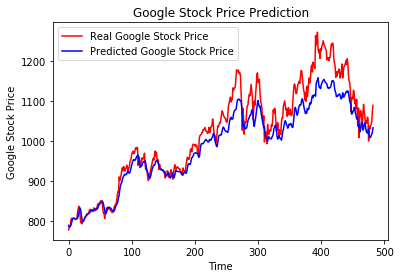 Google Stock Price Prediction
Real Google Stock Price
Predicted Google Stock Price
Google Stock Price
1200
1100
1000
900
800
0 100 200 300 400 500
Time